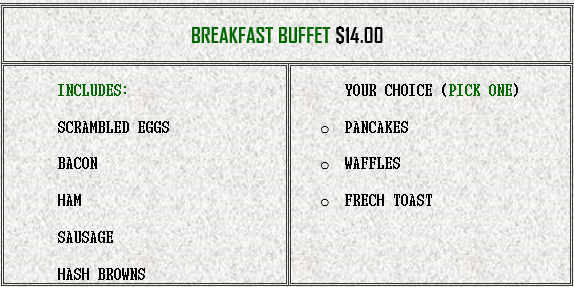 BREAKFAST BUFFET $14.00
INCLUDES:
SCRAMBLED EGGS
BACON
HAM
SAUSAGE
HASH BROWNS
YOUR CHOICE (PICK ONE)
PANCAKES
WAFFLES
FRECH TOAST